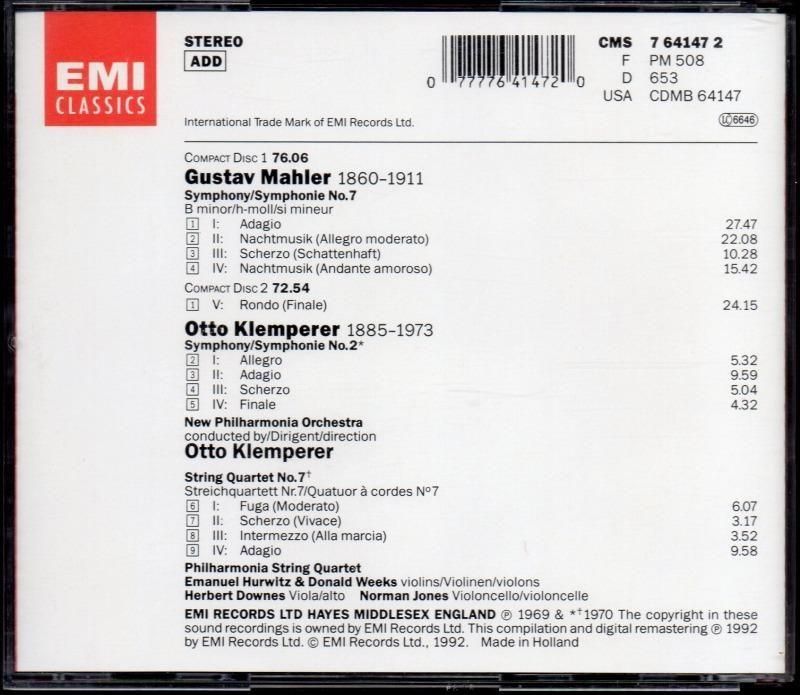 EMI
CLASSICS
STEREO
ADD
0 77776 41472 0
CMS 7 64147 2
F PM 508
D 653
USA CDMB 64147
International Trade Mark of EMI Records Ltd.
LC 6646
COMPACT DISC 1 76.06
Gustav Mahler 1860–1911
Symphony/Symphonie No.7
B minor/h-moll/si mineur
1 I: Adagio 27.47
2 II: Nachtmusik (Allegro moderato) 22.08
3 III: Scherzo (Schattenhaft) 10.28
4 IV: Nachtmusik (Andante amoroso) 15.42
COMPACT DISC 2 72.54
1 V: Rondo (Finale) 24.15
Otto Klemperer 1885–1973
Symphony/Symphonie No.2*
2 I: Allegro 5.32
3 II: Adagio 9.59
4 III: Scherzo 5.04
5 IV: Finale 4.32
New Philharmonia Orchestra
conducted by/Dirigent/direction
Otto Klemperer
String Quartet No.7†
Streichquartett Nr.7/Quatuor à cordes Nº7
6 I: Fuga (Moderato) 6.07
7 II: Scherzo (Vivace) 3.17
8 III: Intermezzo (Alla marcia) 3.52
9 IV: Adagio 9.58
Philharmonia String Quartet
Emanuel Hurwitz & Donald Weeks violins/Violinen/violons
Herbert Downes Viola/alto Norman Jones Violoncello/violoncelle
EMI RECORDS LTD HAYES MIDDLESEX ENGLAND ℗ 1969 & *†1970 The copyright in these
sound recordings is owned by EMI Records Ltd. This compilation and digital remastering ℗ 1992
by EMI Records Ltd. © EMI Records Ltd., 1992. Made in Holland